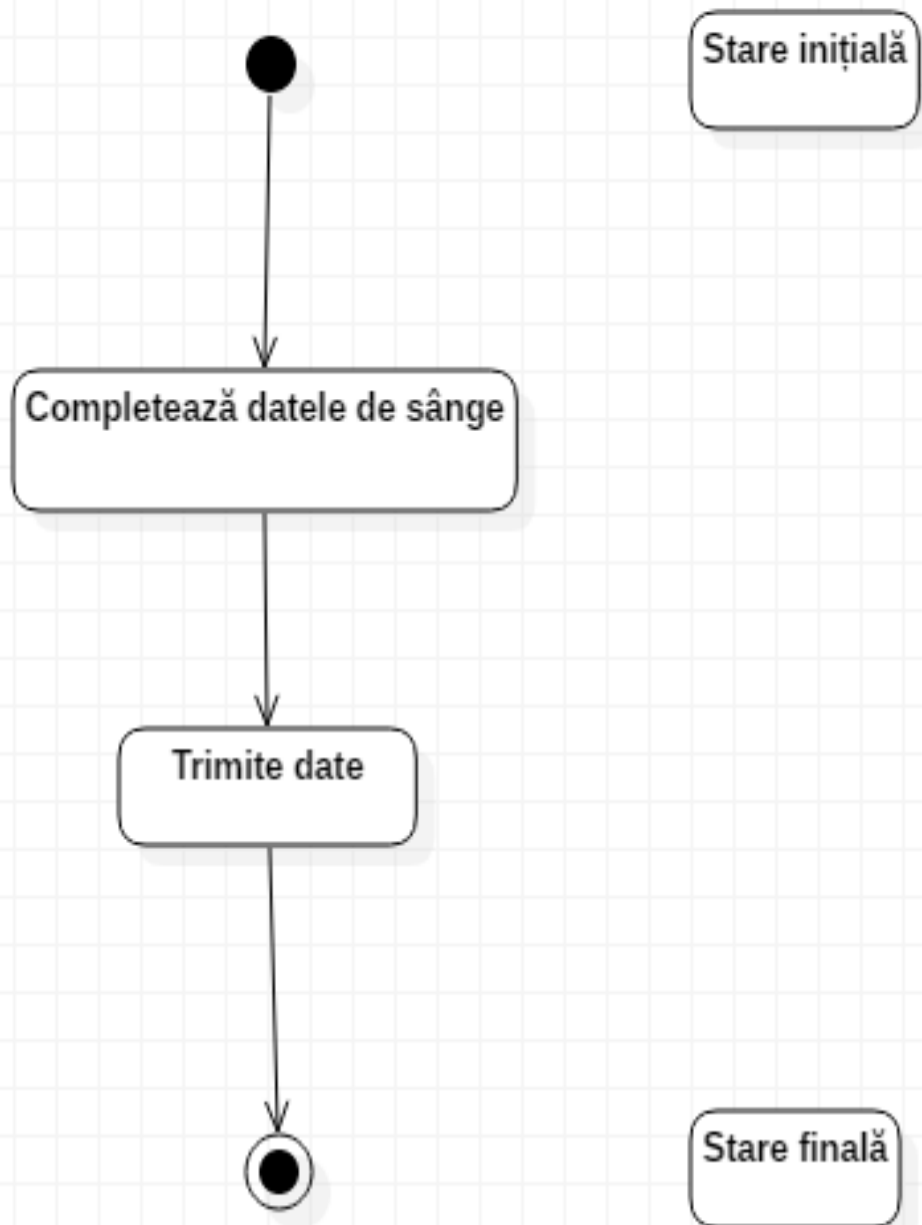 Stare inițială
Completează datele de sânge
Trimite date
Stare finală